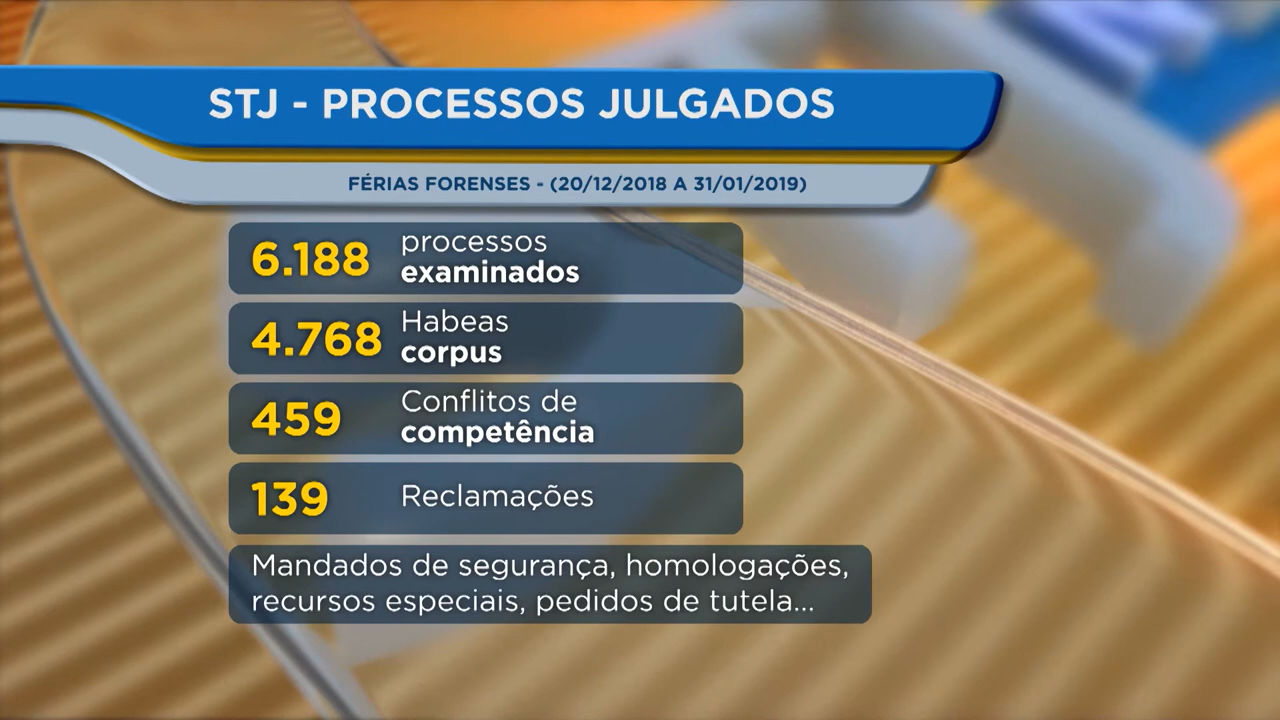 STJ - PROCESSOS JULGADOS
FÉRIAS FORENSES - (20/12/2018 A 31/01/2019)
6.188 processos
examinados
4.768 Habeas
corpus
459 Conflitos de
competência
139 Reclamações
Mandados de segurança, homologações,
recursos especiais, pedidos de tutela...